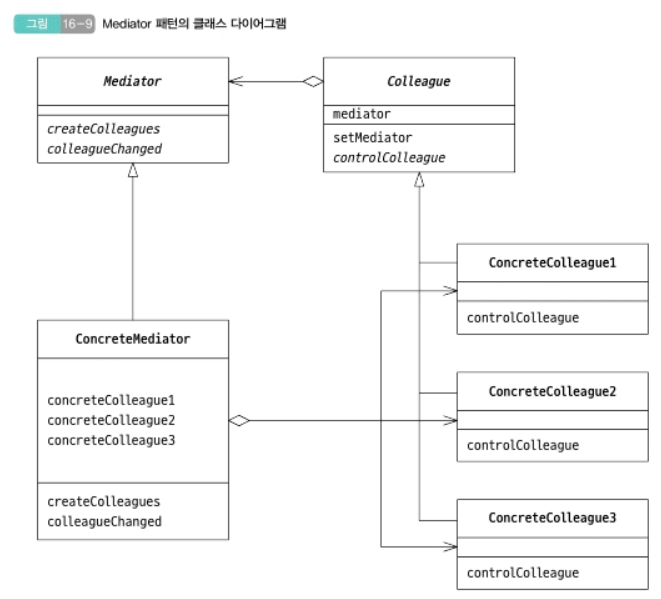 그림 16-9 Mediator 패턴의 클래스 다이어그램
Mediator
createColleagues
colleagueChanged
Colleague
mediator
setMediator
controlColleague
ConcreteColleague1
controlColleague
ConcreteMediator
concreteColleague1
concreteColleague2
concreteColleague3
createColleagues
colleagueChanged
ConcreteColleague2
controlColleague
ConcreteColleague3
controlColleague